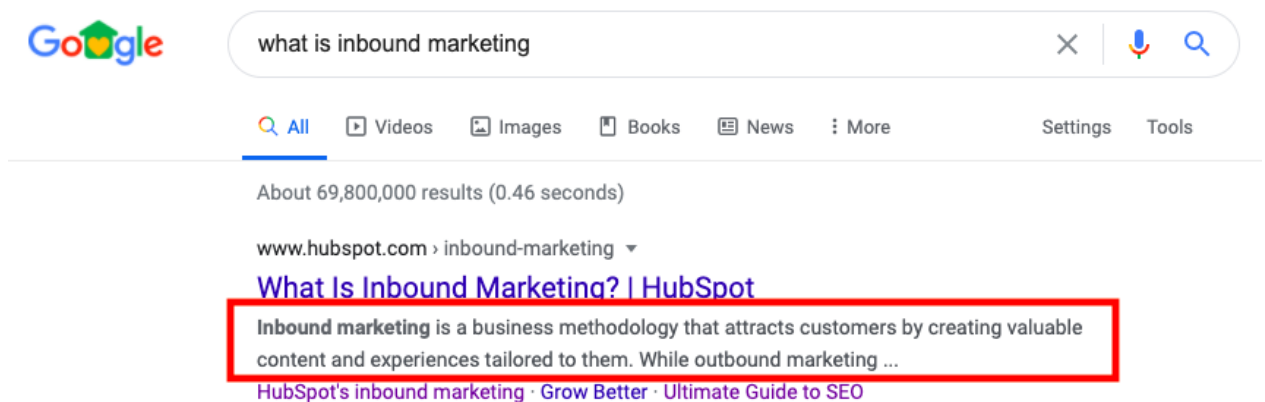 Google
what is inbound marketing
All Videos Images Books News More Settings Tools
About 69,800,000 results (0.46 seconds)
www.hubspot.com › inbound-marketing
What Is Inbound Marketing? | HubSpot
Inbound marketing is a business methodology that attracts customers by creating valuable
content and experiences tailored to them. While outbound marketing ...
HubSpot's inbound marketing · Grow Better · Ultimate Guide to SEO